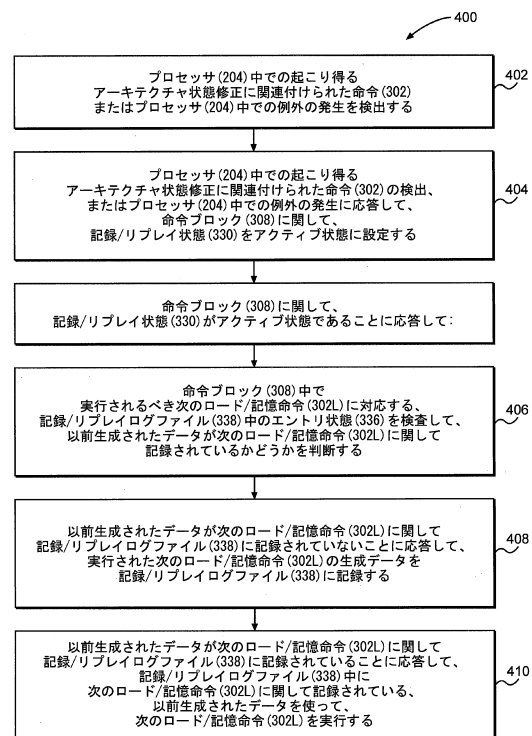 400
プロセッサ(204)中での起こり得る
アーキテクチャ状態修正に関連付けられた命令(302)
またはプロセッサ(204)中での例外の発生を検出する
402
プロセッサ(204)中での起こり得る
アーキテクチャ状態修正に関連付けられた命令(302)の検出、
またはプロセッサ(204)中での例外の発生に応答して、
命令ブロック(308)に関して、
記録/リプレイ状態(330)をアクティブ状態に設定する
404
命令ブロック(308)に関して、
記録/リプレイ状態(330)がアクティブ状態であることに応答して:
命令ブロック(308)中で
実行されるべき次のロード/記憶命令(302L)に対応する、
記録/リプレイログファイル(338)中のエントリ状態(336)を検査して、
以前生成されたデータが次のロード/記憶命令(302L)に関して
記録されているかどうかを判断する
406
以前生成されたデータが次のロード/記憶命令(302L)に関して
記録/リプレイログファイル(338)に記録されていないことに応答して、
実行された次のロード/記憶命令(302L)の生成データを
記録/リプレイログファイル(338)に記録する
408
以前生成されたデータが次のロード/記憶命令(302L)に関して
記録/リプレイログファイル(338)に記録されていることに応答して、
記録/リプレイログファイル(338)中に
次のロード/記憶命令(302L)に関して記録されている、
以前生成されたデータを使って、
次のロード/記憶命令(302L)を実行する
410